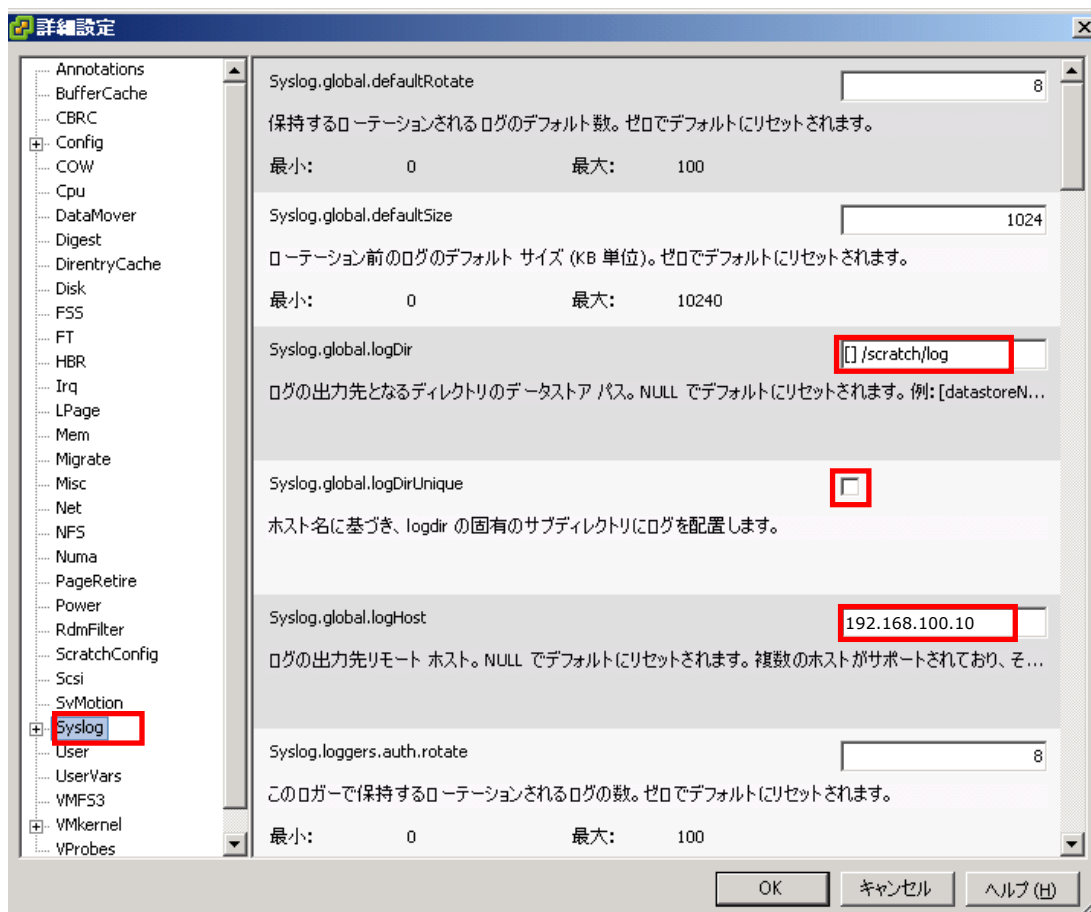 詳細設定
Annotations
BufferCache
CBRC
Config
COW
Cpu
DataMover
Digest
DirentryCache
Disk
FSS
FT
HBR
Irq
LPage
Mem
Migrate
Misc
Net
NFS
Numa
PageRetire
Power
RdmFilter
ScratchConfig
Scsi
SvMotion
Syslog
User
UserVars
VMFS3
VMkernel
VProbes
Syslog.global.defaultRotate 8
保持するローテーションされるログのデフォルト数。ゼロでデフォルトにリセットされます。
最小: 0 最大: 100
Syslog.global.defaultSize 1024
ローテーション前のログのデフォルト サイズ (KB 単位)。ゼロでデフォルトにリセットされます。
最小: 0 最大: 10240
Syslog.global.logDir [] /scratch/log
ログの出力先となるディレクトリのデータストア パス。NULL でデフォルトにリセットされます。例: [datastoreN...
Syslog.global.logDirUnique
ホスト名に基づき、logdir の固有のサブディレクトリにログを配置します。
Syslog.global.logHost 192.168.100.10
ログの出力先リモート ホスト。NULL でデフォルトにリセットされます。複数のホストがサポートされており、そ...
Syslog.loggers.auth.rotate 8
このロガーで保持するローテーションされるログの数。ゼロでデフォルトにリセットされます。
最小: 0 最大: 100
OK キャンセル ヘルプ (H)